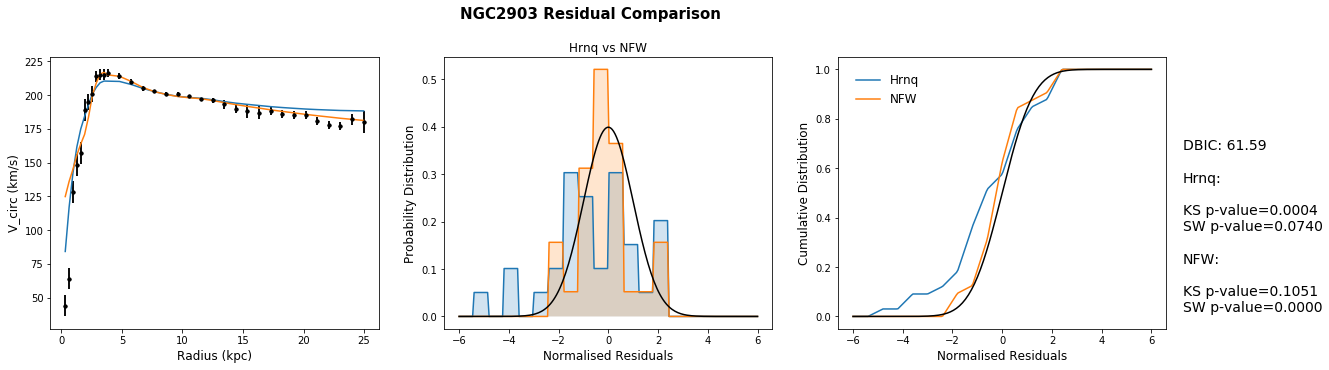 NGC2903 Residual Comparison
225
200
175
150
125
100
75
50
V_circ (km/s)
0
5
10
15
20
25
Radius (kpc)
Hrnq vs NFW
0.5
0.4
0.3
0.2
0.1
0.0
Probability Distribution
−6
−4
−2
0
2
4
6
Normalised Residuals
Hrnq
NFW
1.0
0.8
0.6
0.4
0.2
0.0
Cumulative Distribution
−6
−4
−2
0
2
4
6
Normalised Residuals
DBIC: 61.59
Hrnq:
KS p-value=0.0004
SW p-value=0.0740
NFW:
KS p-value=0.1051
SW p-value=0.0000